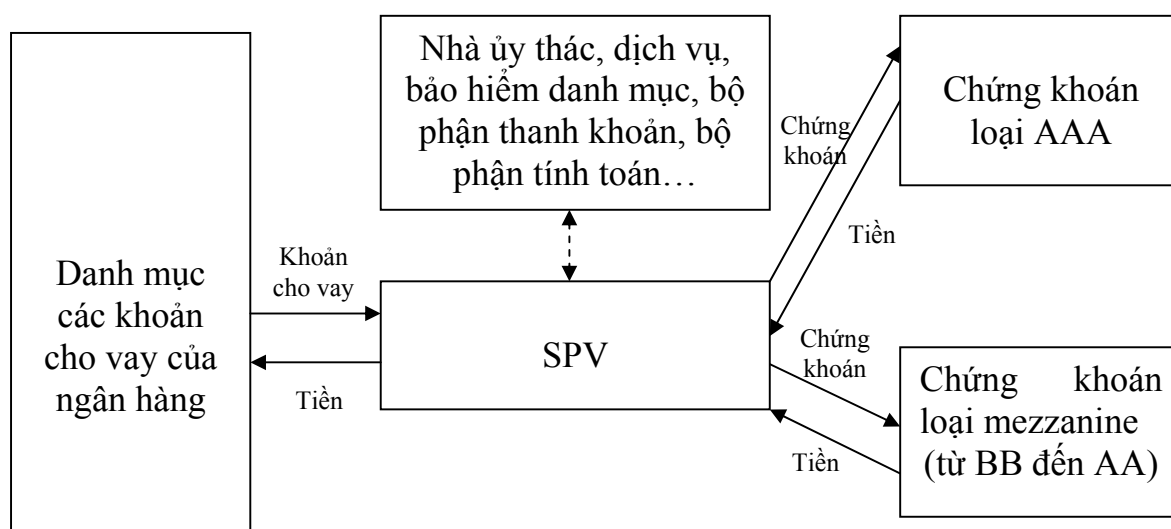 Danh mục
các khoản
cho vay của
ngân hàng
Khoản
cho vay
Tiền
Nhà ủy thác, dịch vụ,
bảo hiểm danh mục, bộ
phận thanh khoản, bộ
phận tính toán…
SPV
Chứng
khoán
Tiền
Chứng khoán
loại AAA
Chứng
khoán
Tiền
Chứng khoán
loại mezzanine
(từ BB đến AA)